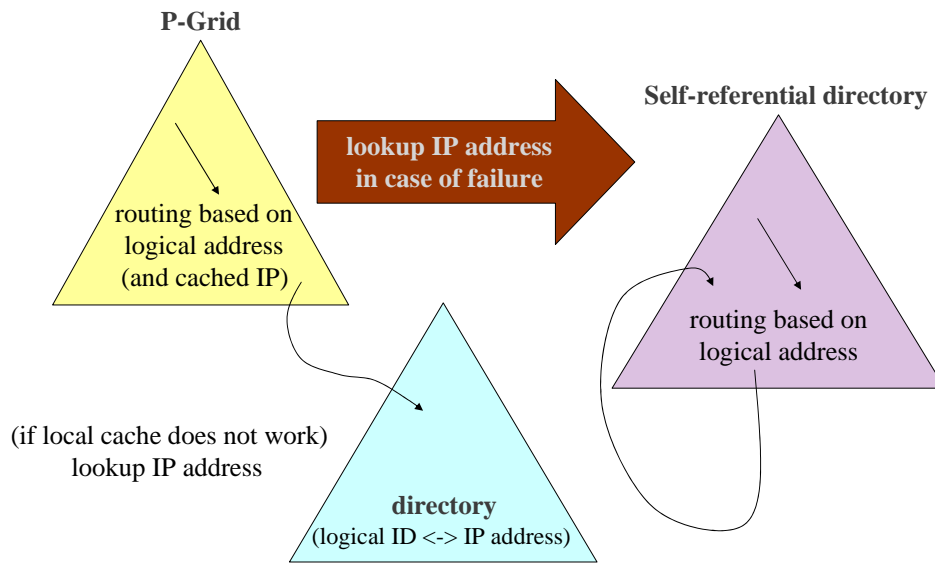 P-Grid
routing based on
logical address
(and cached IP)
lookup IP address
in case of failure
Self-referential directory
routing based on
logical address
(if local cache does not work)
lookup IP address
directory
(logical ID <-> IP address)